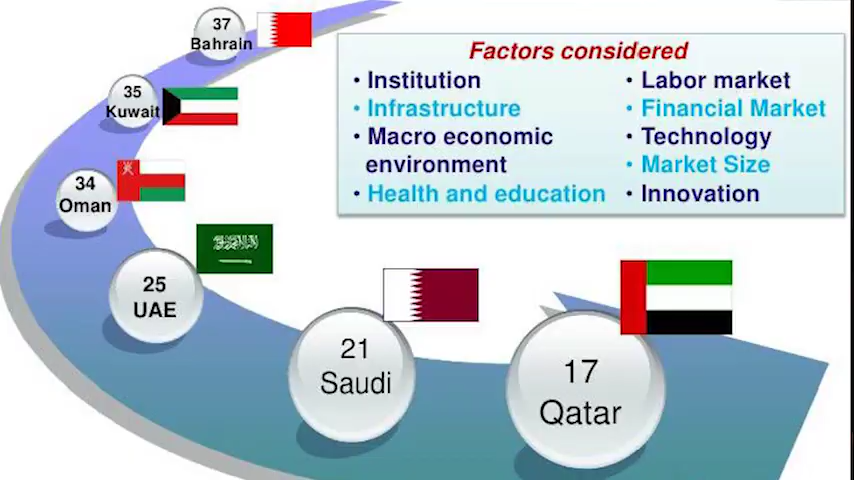 37
Bahrain
35
Kuwait
34
Oman
25
UAE
21
Saudi
17
Qatar
Factors considered
• Institution
• Infrastructure
• Macro economic
environment
• Health and education
• Labor market
• Financial Market
• Technology
• Market Size
• Innovation